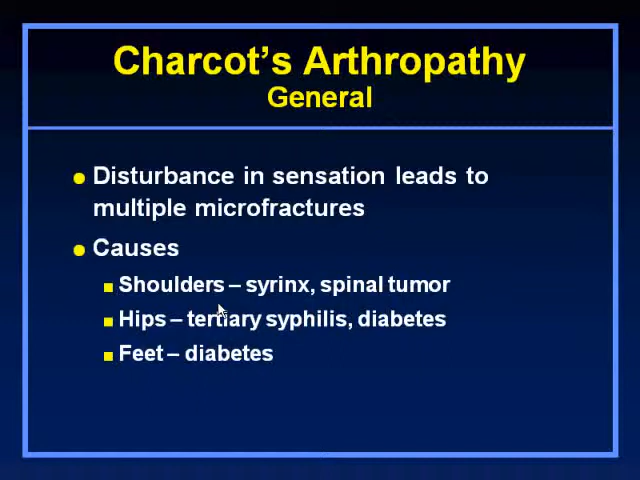 Charcot's Arthropathy
General
Disturbance in sensation leads to
multiple microfractures
Causes
Shoulders – syrinx, spinal tumor
Hips – tertiary syphilis, diabetes
Feet – diabetes